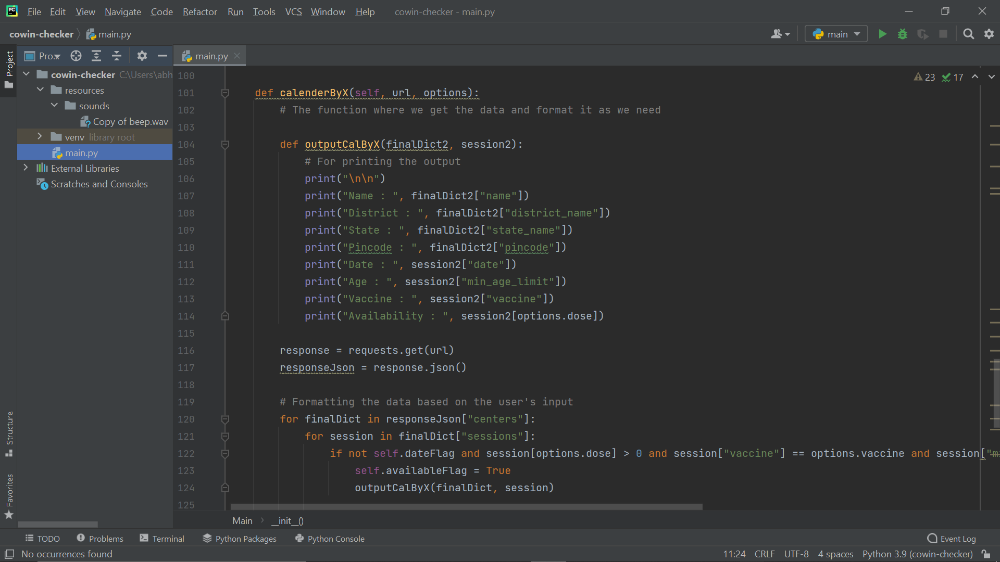 PC File Edit View Navigate Code Refactor Run Tools VCS Window Help cowin-checker - main.py
cowin-checker main.py main
Project Pro... main.py
cowin-checker C:\Users\abh
resources
sounds
Copy of beep.wav
venv library root
main.py
External Libraries
Scratches and Consoles
Structure
Favorites
23 17
100
101 def calenderByX(self, url, options):
102 # The function where we get the data and format it as we need
103
104 def outputCalByX(finalDict2, session2):
105 # For printing the output
106 print("\n\n")
107 print("Name : ", finalDict2["name"])
108 print("District : ", finalDict2["district_name"])
109 print("State : ", finalDict2["state_name"])
110 print("Pincode : ", finalDict2["pincode"])
111 print("Date : ", session2["date"])
112 print("Age : ", session2["min_age_limit"])
113 print("Vaccine : ", session2["vaccine"])
114 print("Availability : ", session2[options.dose])
115
116 response = requests.get(url)
117 responseJson = response.json()
118
119 # Formatting the data based on the user's input
120 for finalDict in responseJson["centers"]:
121 for session in finalDict["sessions"]:
122 if not self.dateFlag and session[options.dose] > 0 and session["vaccine"] == options.vaccine and session["m
123 self.availableFlag = True
124 outputCalByX(finalDict, session)
125
Main __init__()
TODO Problems Terminal Python Packages Python Console Event Log
No occurrences found 11:24 CRLF UTF-8 4 spaces Python 3.9 (cowin-checker)